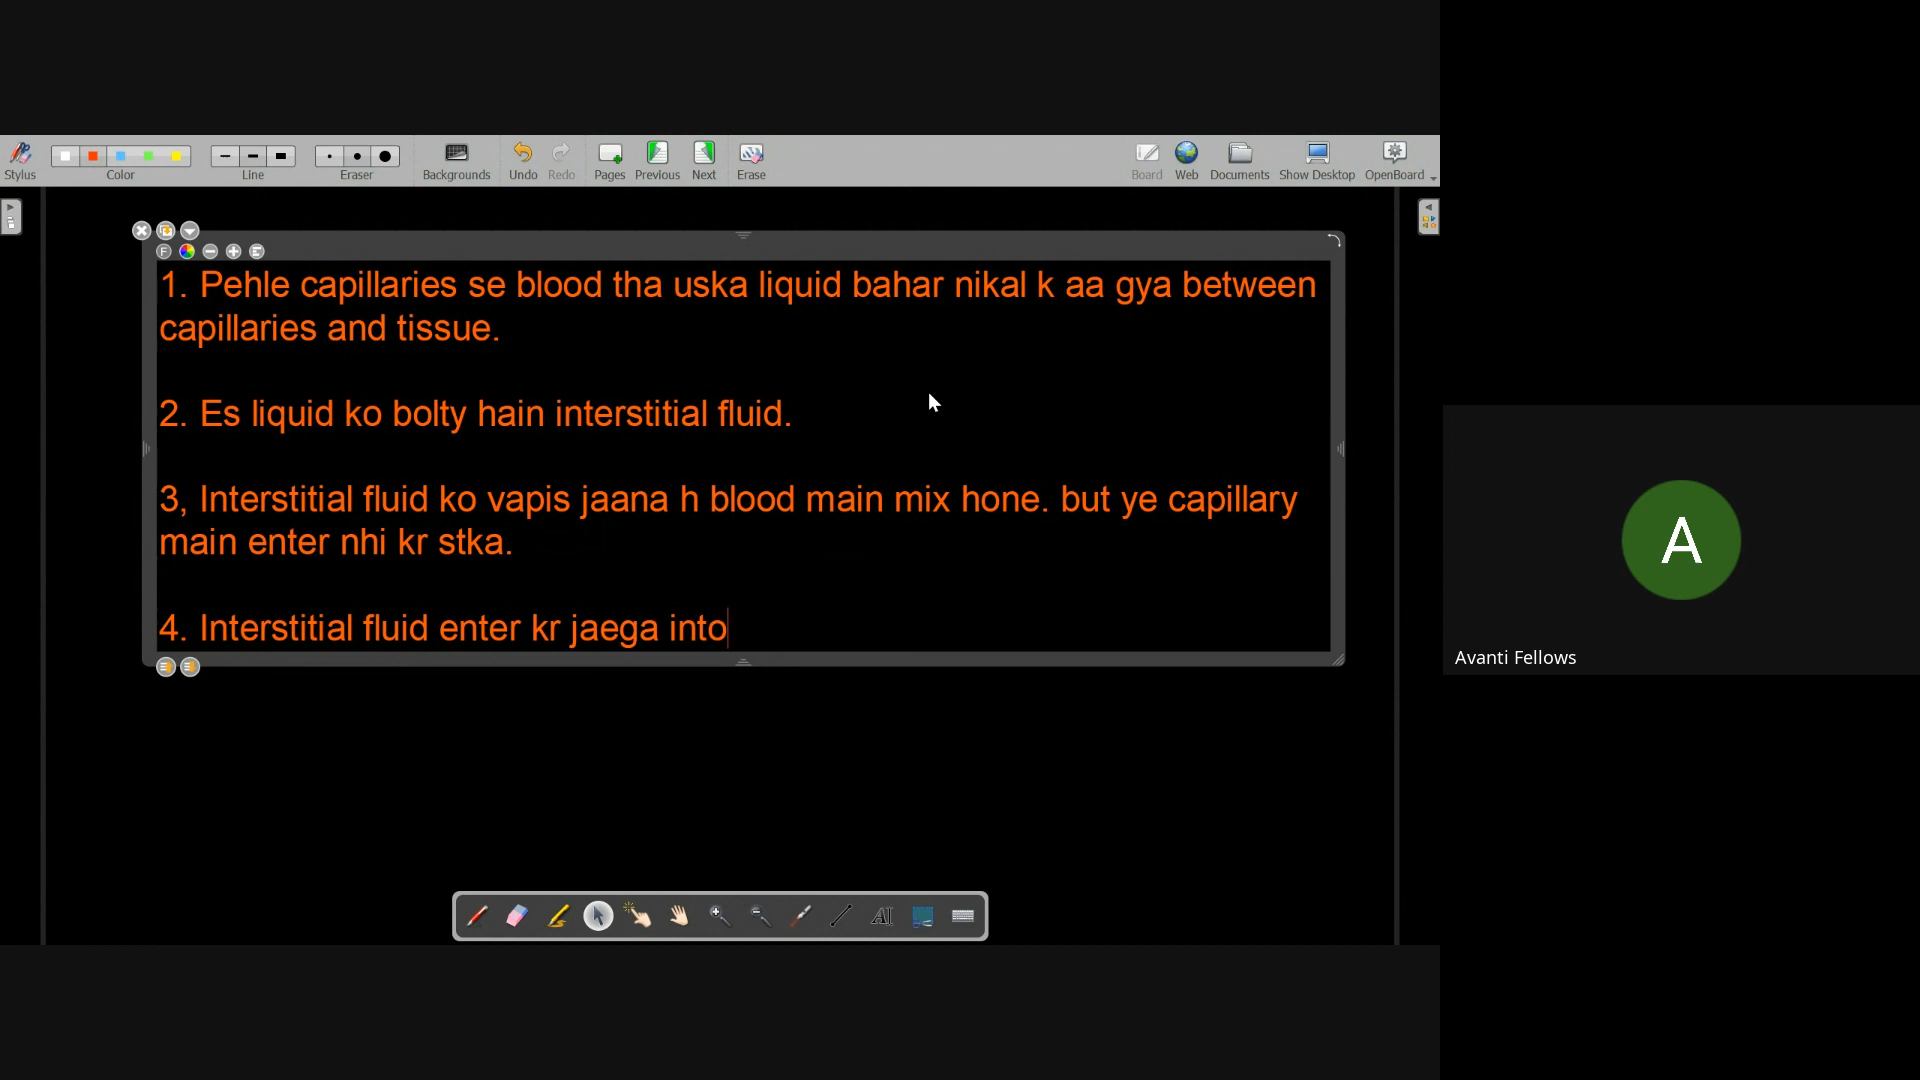 Stylus
Color
Line
Eraser
Backgrounds
Undo
Redo
Pages
Previous
Next
Erase
Board
Web
Documents
Show Desktop
OpenBoard
F
1. Pehle capillaries se blood tha uska liquid bahar nikal k aa gya between
capillaries and tissue.
2. Es liquid ko bolty hain interstitial fluid.
3, Interstitial fluid ko vapis jaana h blood main mix hone. but ye capillary
main enter nhi kr stka.
4. Interstitial fluid enter kr jaega into
A
Avanti Fellows
AI